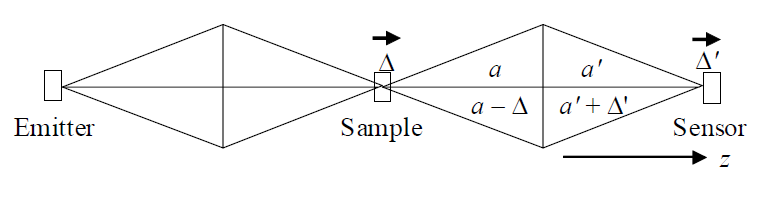 Δ Δ'
a a'
a − Δ a' + Δ'
Emitter Sample Sensor
z